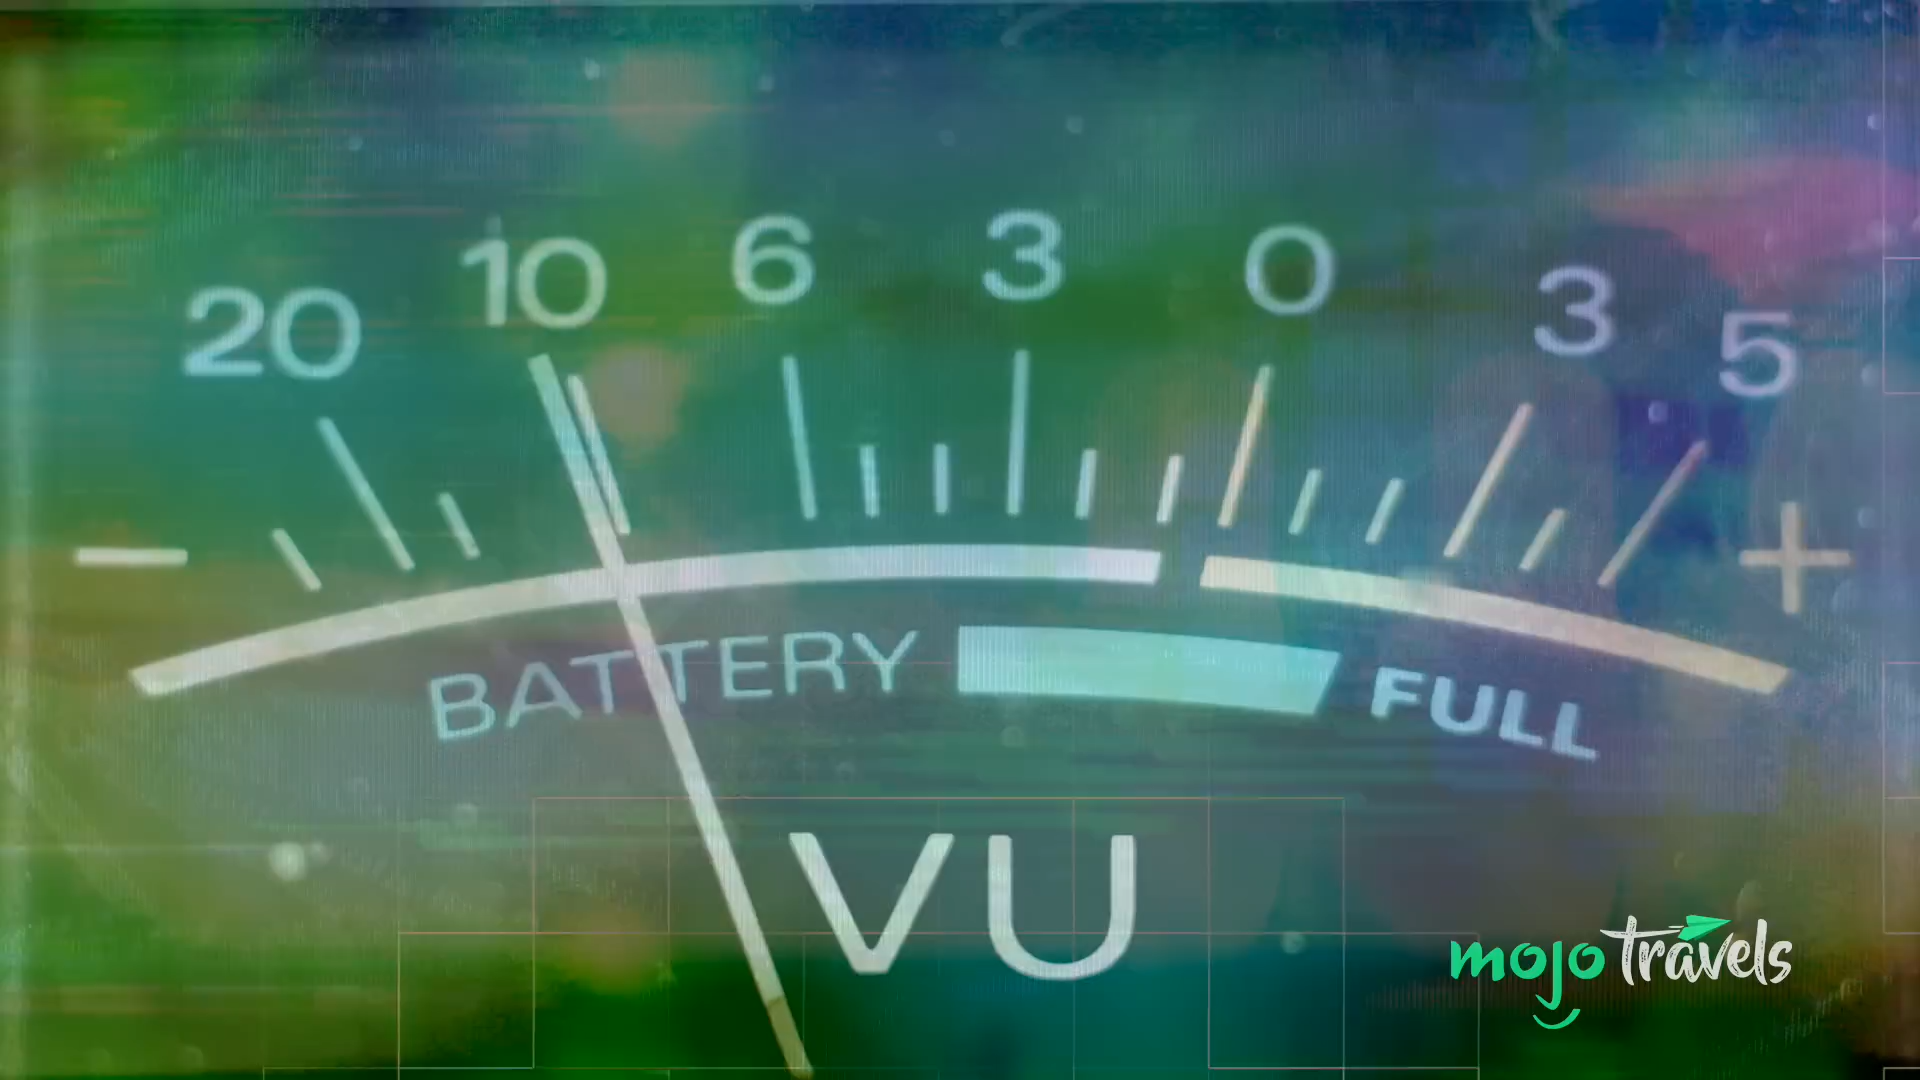 20 10 6 3 0 3 5
− +
BATTERY FULL
VU
mojo travels